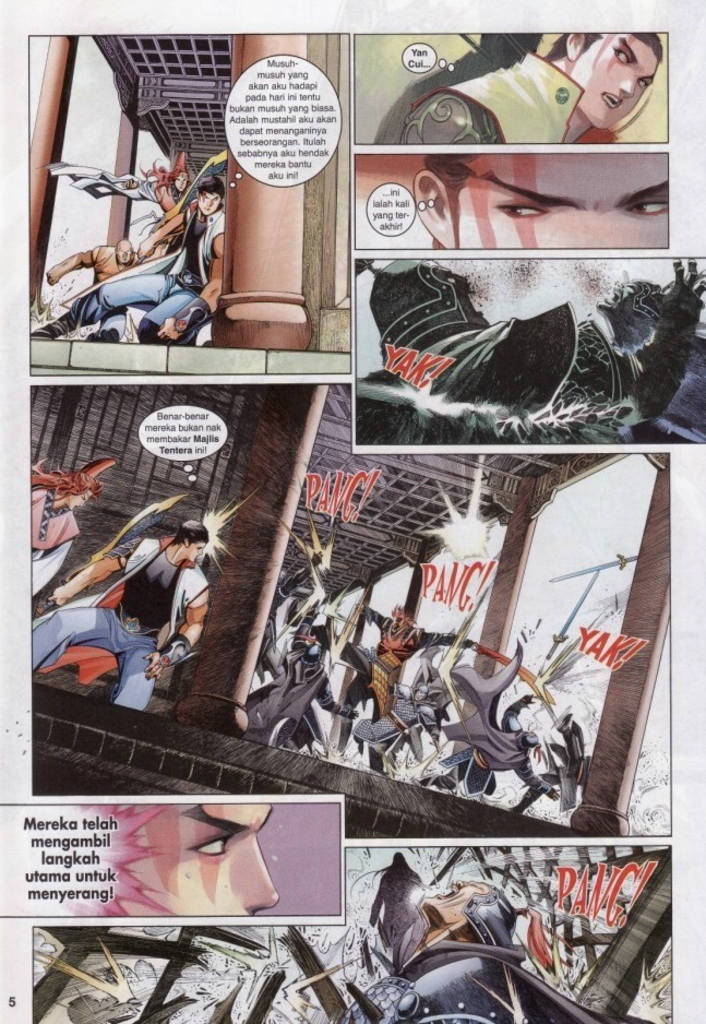 Musuh-
musuh yang
akan aku hadapi
pada hari ini tentu
bukan musuh yang biasa.
Adalah mustahil aku akan
dapat menanganinya
berseorangan. Itulah
sebabnya aku hendak
mereka bantu
aku ini!
Yan
Cui...
...ini
ialah kali
yang ter-
akhir!
YAK!
Benar-benar
mereka bukan nak
membakar Majlis
Tentera ini!
PANG!
PANG!
YAK!
Mereka telah
mengambil
langkah
utama untuk
menyerang!
PANG!
5